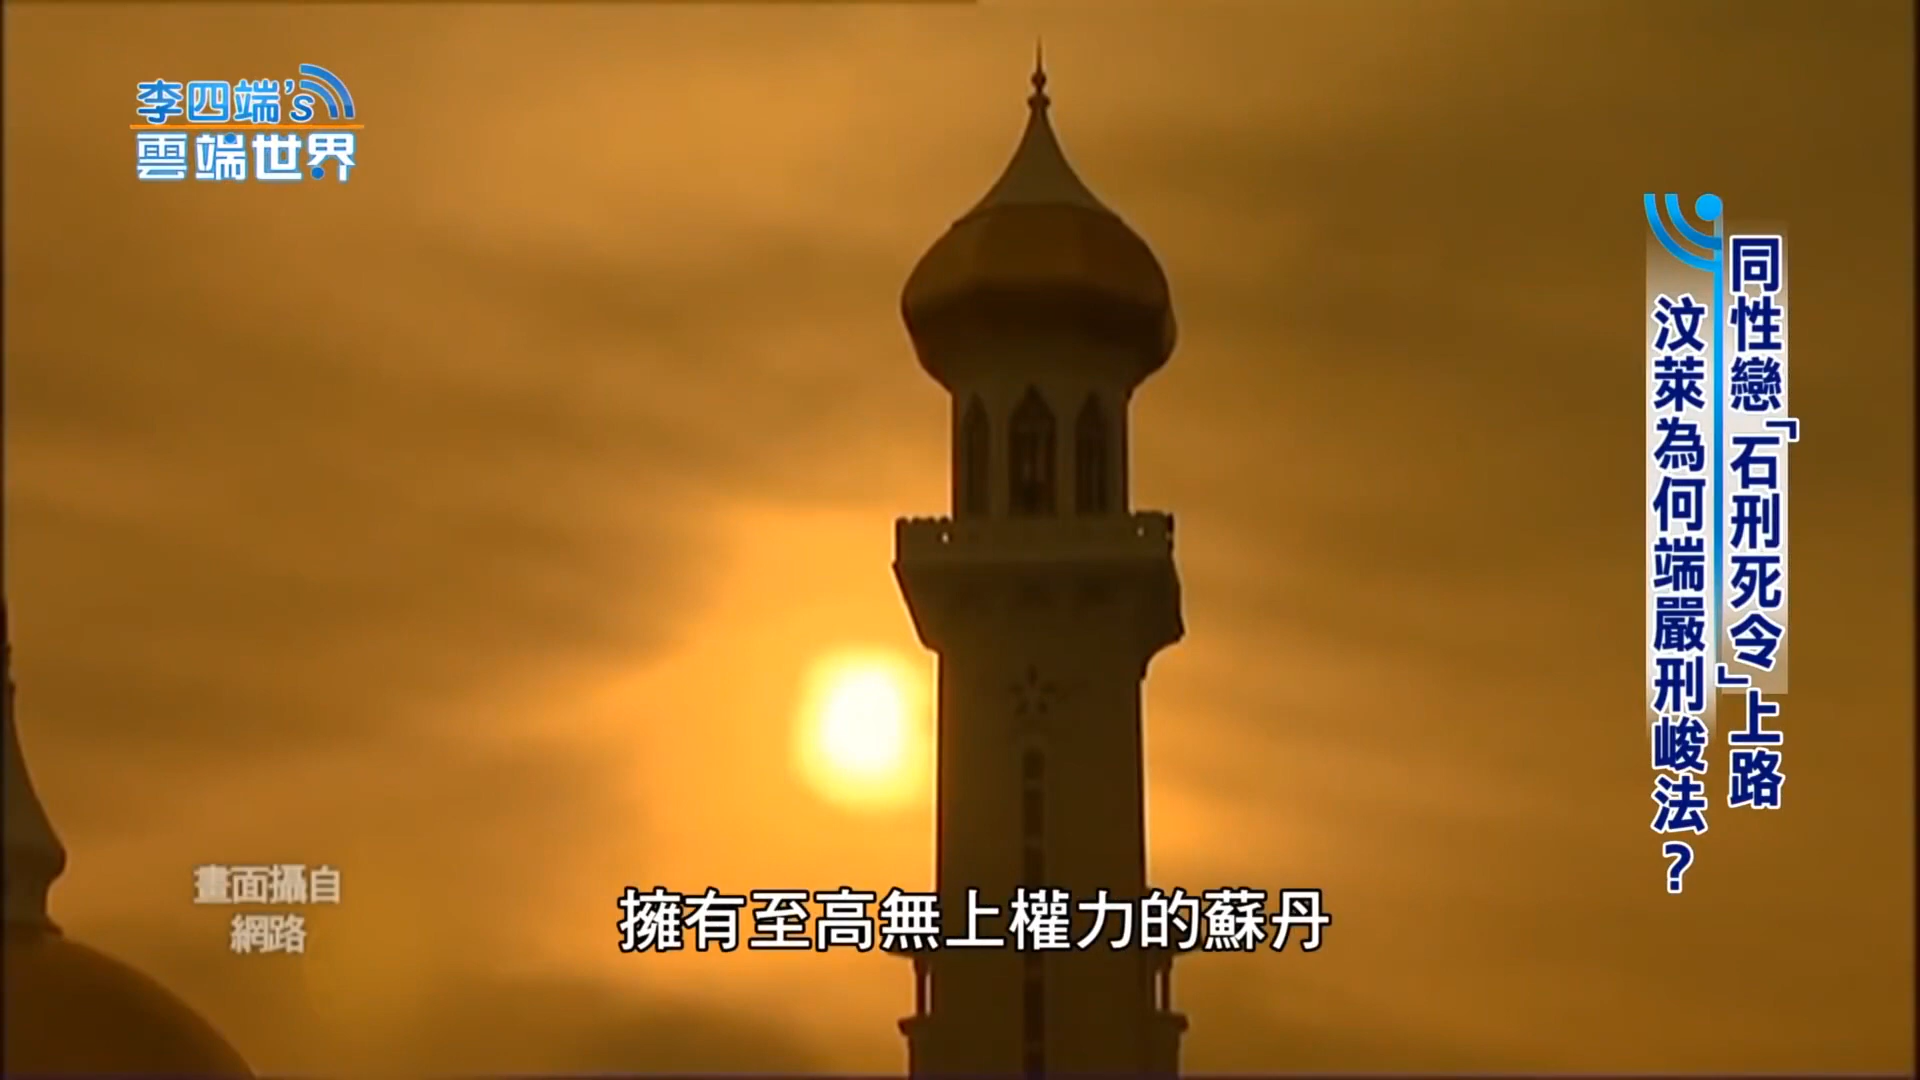 李四端's
雲端世界
同性戀「石刑死令」上路
汶萊為何端嚴刑峻法？
畫面攝自
網路
擁有至高無上權力的蘇丹